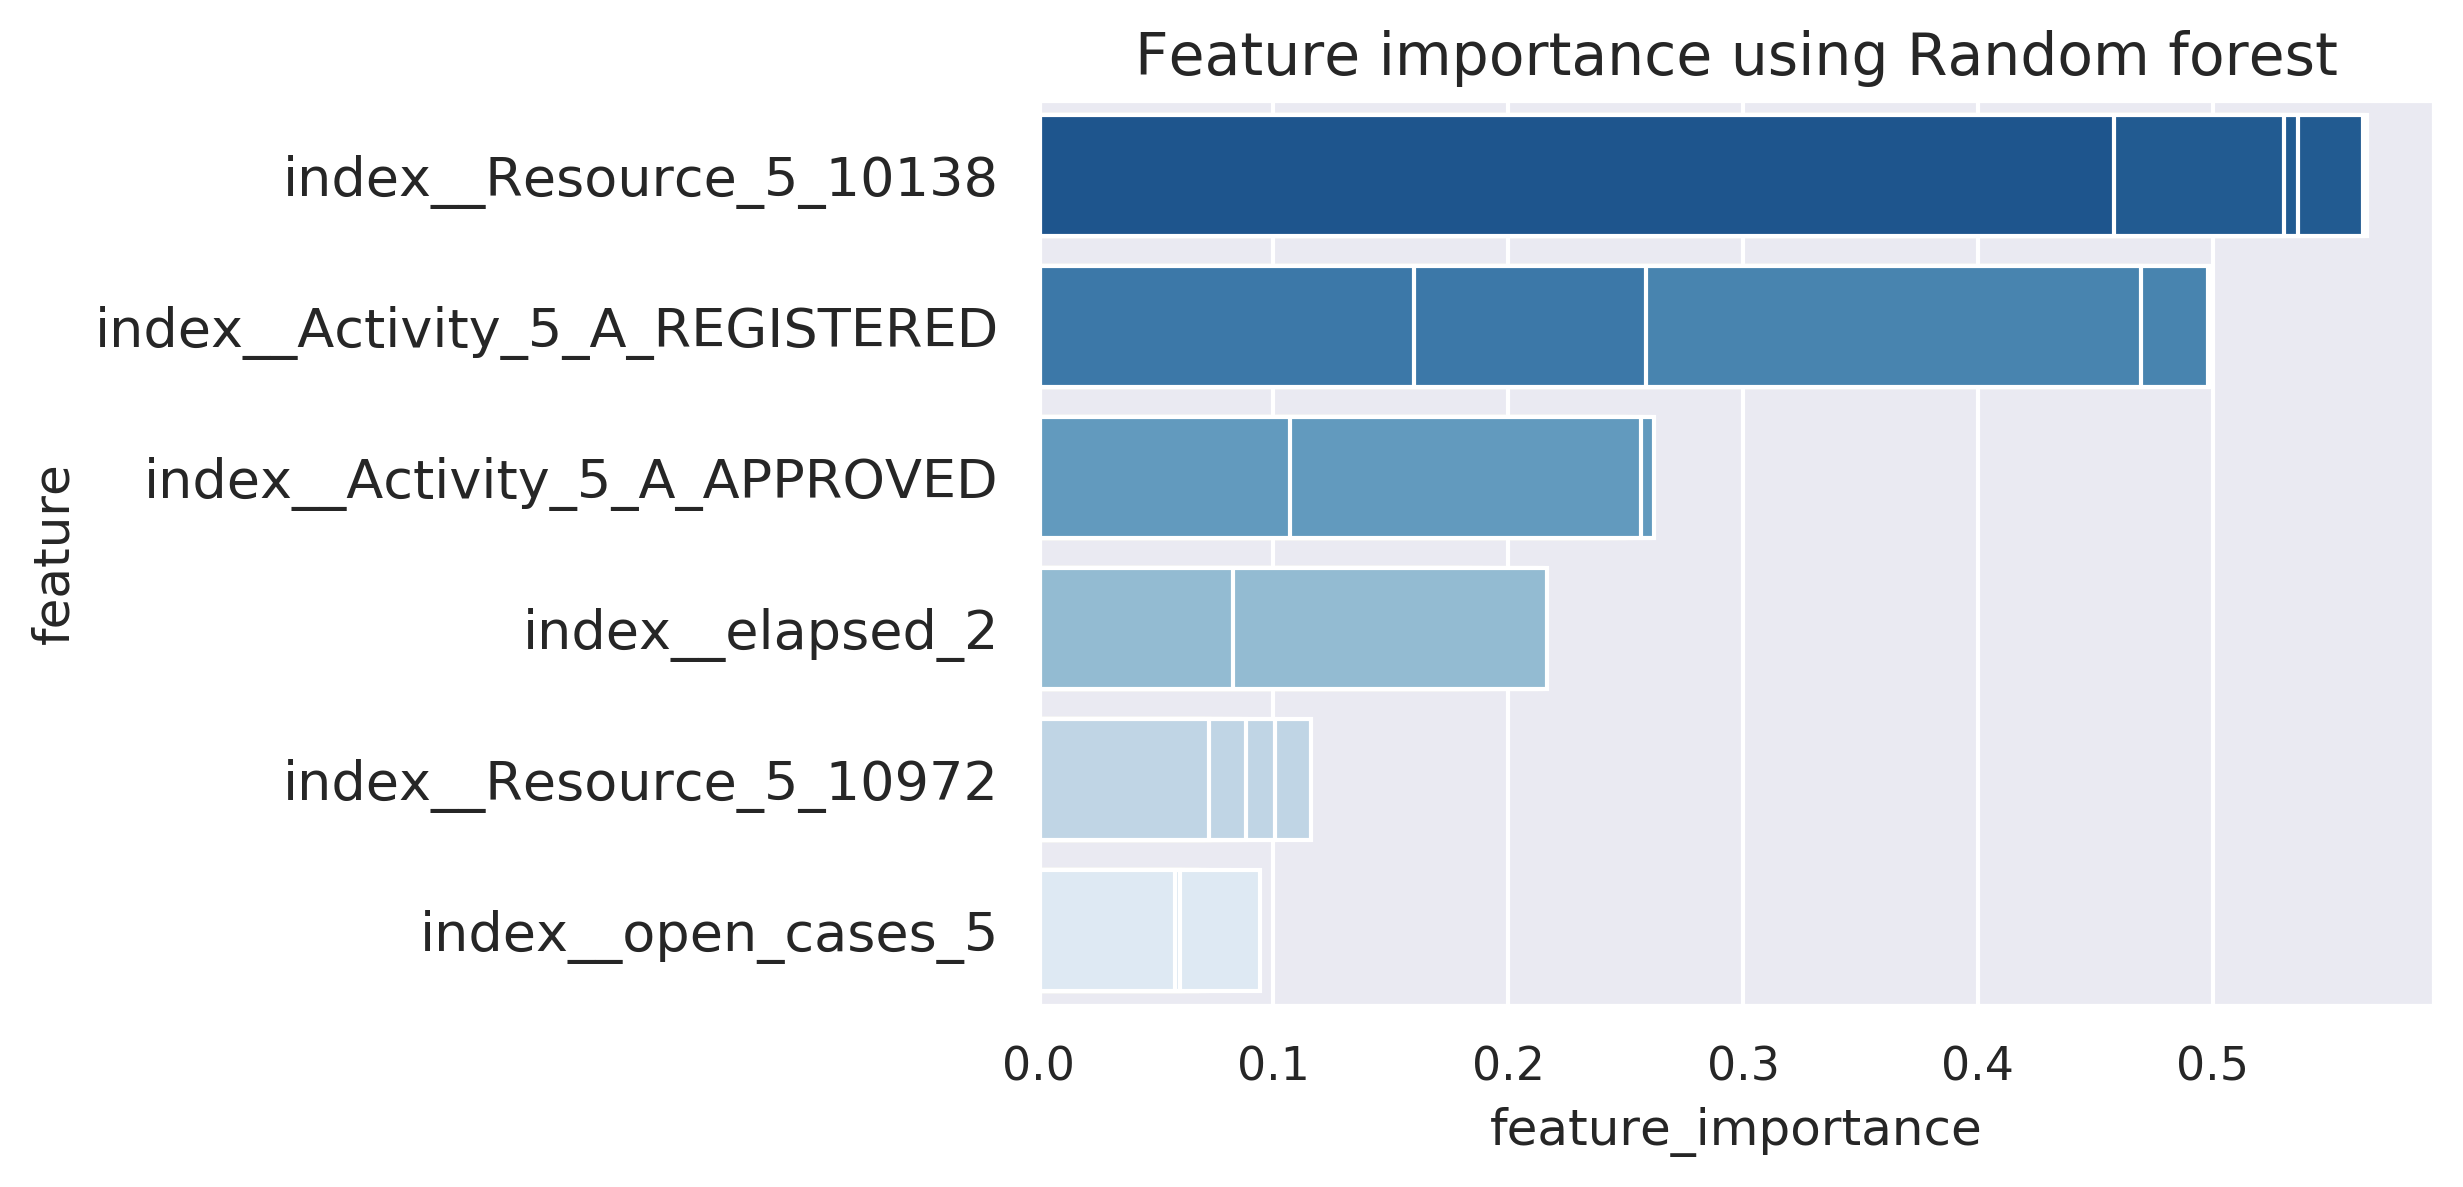 Feature importance using Random forest
feature
index__Resource_5_10138
index__Activity_5_A_REGISTERED
index__Activity_5_A_APPROVED
index__elapsed_2
index__Resource_5_10972
index__open_cases_5
0.0 0.1 0.2 0.3 0.4 0.5
feature_importance